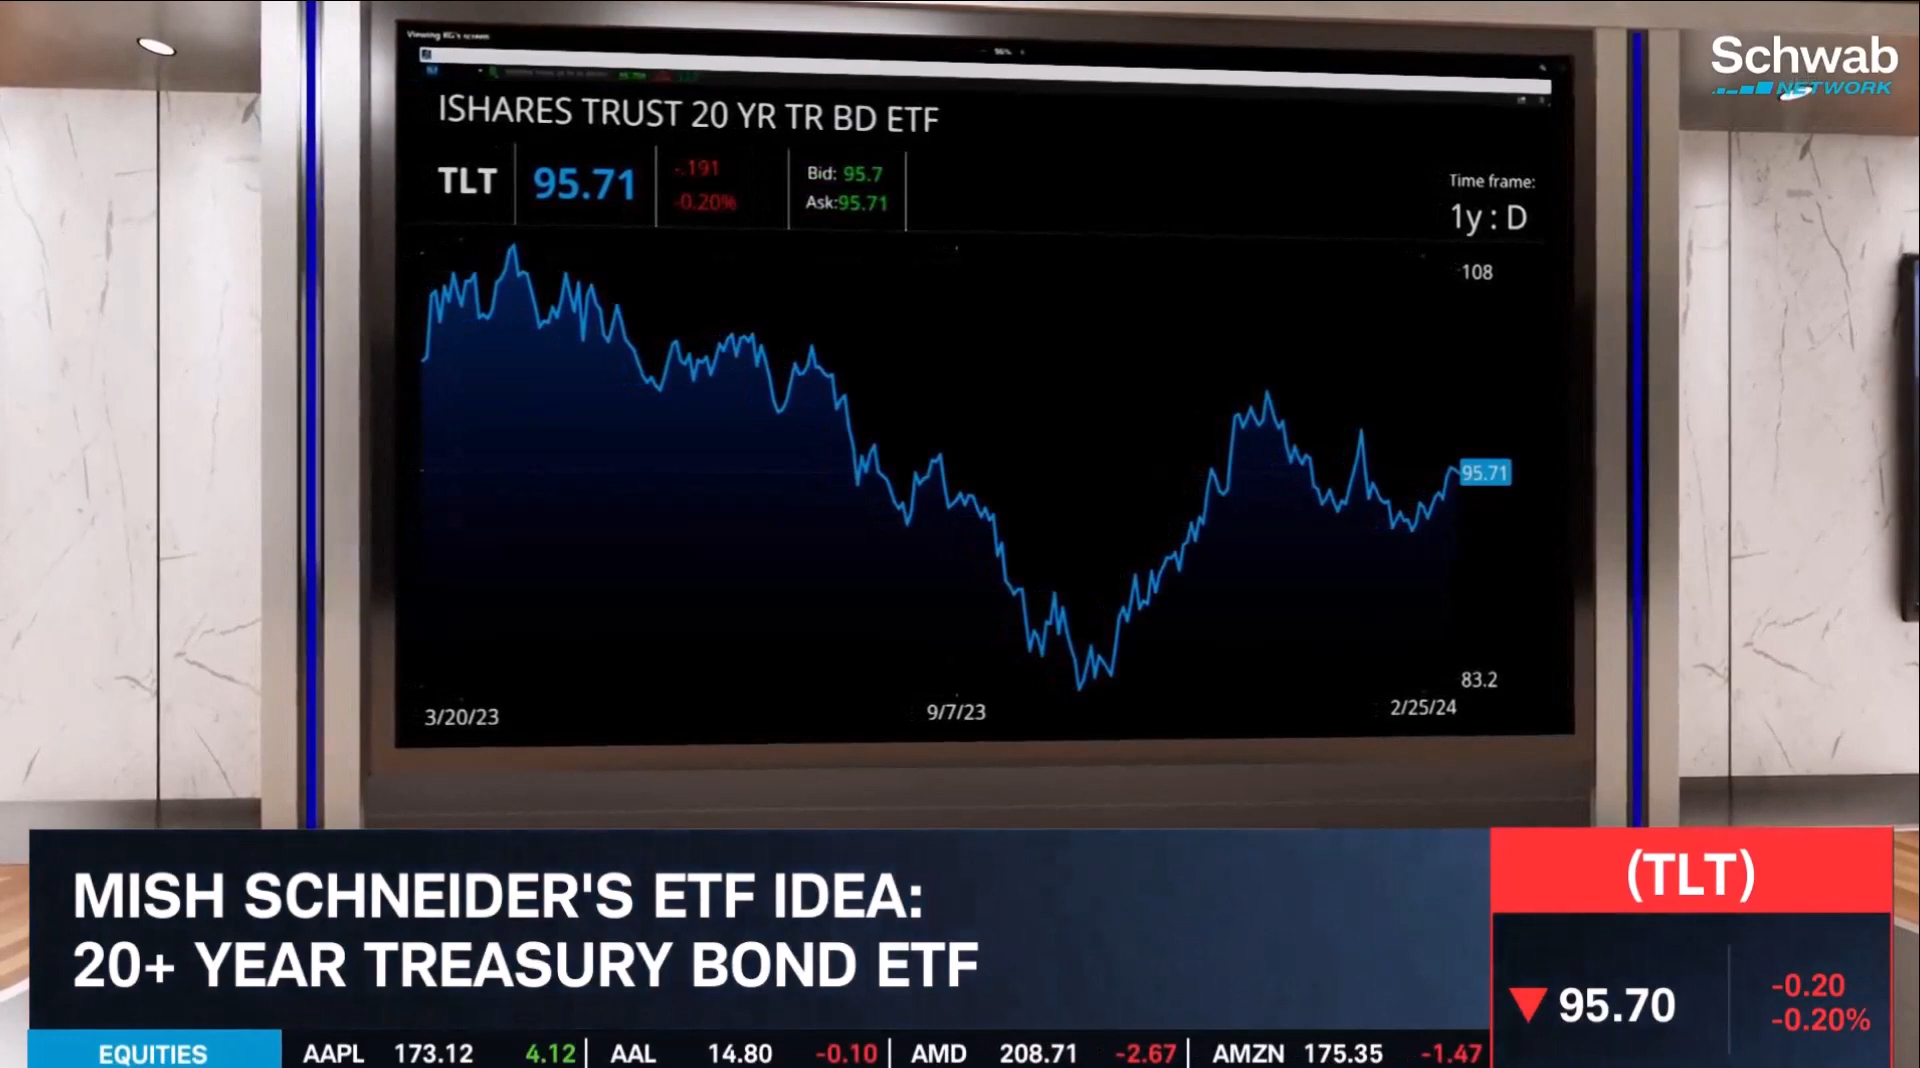 Viewing KG's screen
Schwab
NETWORK
ISHARES TRUST 20 YR TR BD ETF
TLT
95.71
-.191
-0.20%
Bid: 95.7
Ask:95.71
Time frame:
1y : D
108
95.71
83.2
3/20/23
9/7/23
2/25/24
MISH SCHNEIDER'S ETF IDEA:
20+ YEAR TREASURY BOND ETF
(TLT)
95.70
-0.20
-0.20%
EQUITIES
AAPL 173.12 4.12 AAL 14.80 -0.10 AMD 208.71 -2.67 AMZN 175.35 -1.47